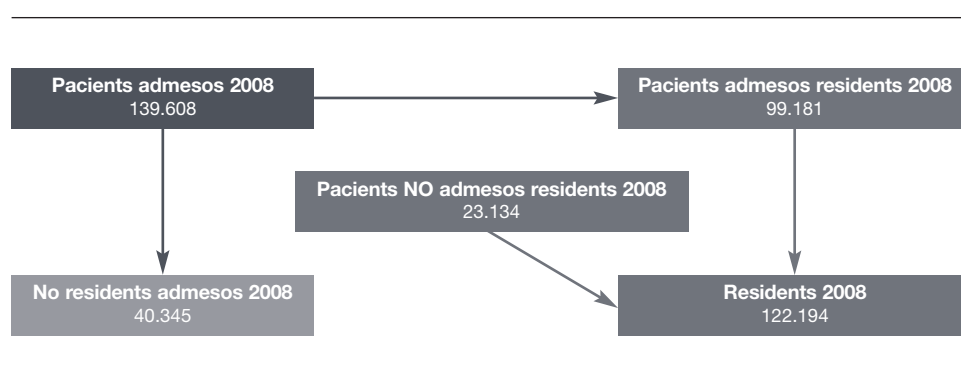 Pacients admesos 2008
139.608
Pacients admesos residents 2008
99.181
Pacients NO admesos residents 2008
23.134
No residents admesos 2008
40.345
Residents 2008
122.194